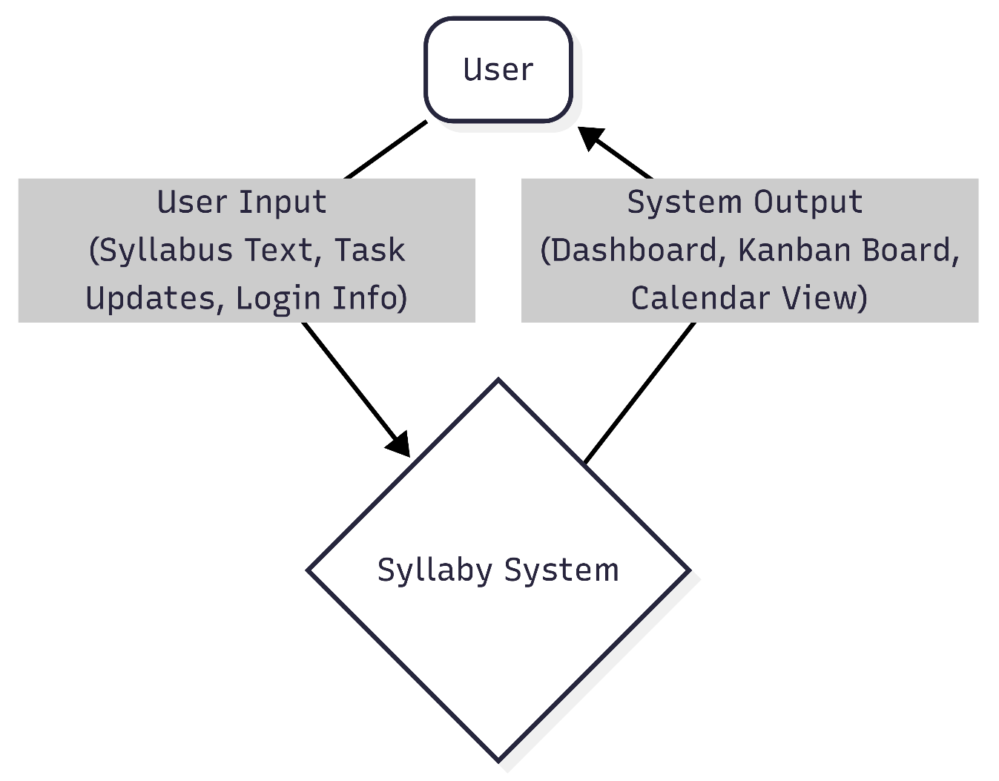 User
User Input
(Syllabus Text, Task
Updates, Login Info)
System Output
(Dashboard, Kanban Board,
Calendar View)
Syllaby System